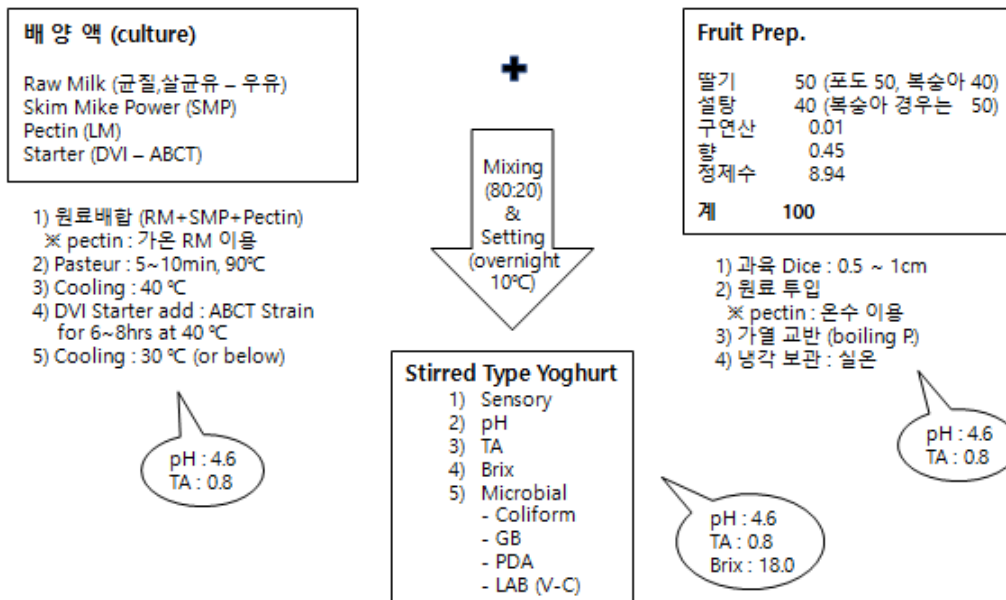 배 양 액 (culture)
Raw Milk (균질,살균유 – 우유)
Skim Mike Power (SMP)
Pectin (LM)
Starter (DVI – ABCT)
1) 원료배합 (RM+SMP+Pectin)
※ pectin : 가온 RM 이용
2) Pasteur : 5~10min, 90℃
3) Cooling : 40 ℃
4) DVI Starter add : ABCT Strain
for 6~8hrs at 40 ℃
5) Cooling : 30 ℃ (or below)
pH : 4.6
TA : 0.8
+
Mixing
(80:20)
&
Setting
(overnight
10℃)
Fruit Prep.
딸기 50 (포도 50, 복숭아 40)
설탕 40 (복숭아 경우는 50)
구연산 0.01
향 0.45
정제수 8.94
계 100
1) 과육 Dice : 0.5 ~ 1cm
2) 원료 투입
※ pectin : 온수 이용
3) 가열 교반 (boiling P.)
4) 냉각 보관 : 실온
pH : 4.6
TA : 0.8
Stirred Type Yoghurt
1) Sensory
2) pH
3) TA
4) Brix
5) Microbial
- Coliform
- GB
- PDA
- LAB (V-C)
pH : 4.6
TA : 0.8
Brix : 18.0